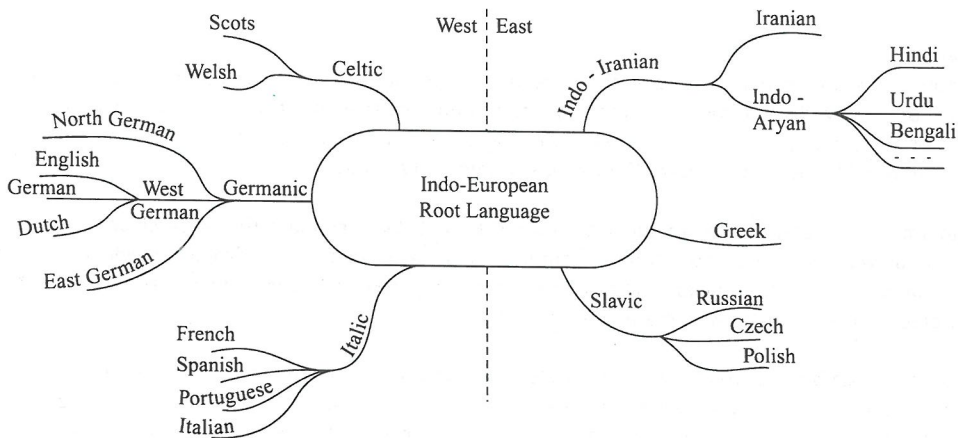 West
East
Scots
Welsh
Celtic
North German
English
German
Dutch
West
German
Germanic
East German
French
Spanish
Portuguese
Italian
Italic
Indo-European
Root Language
Indo - Iranian
Iranian
Indo -
Aryan
Hindi
Urdu
Bengali
- - -
Greek
Slavic
Russian
Czech
Polish